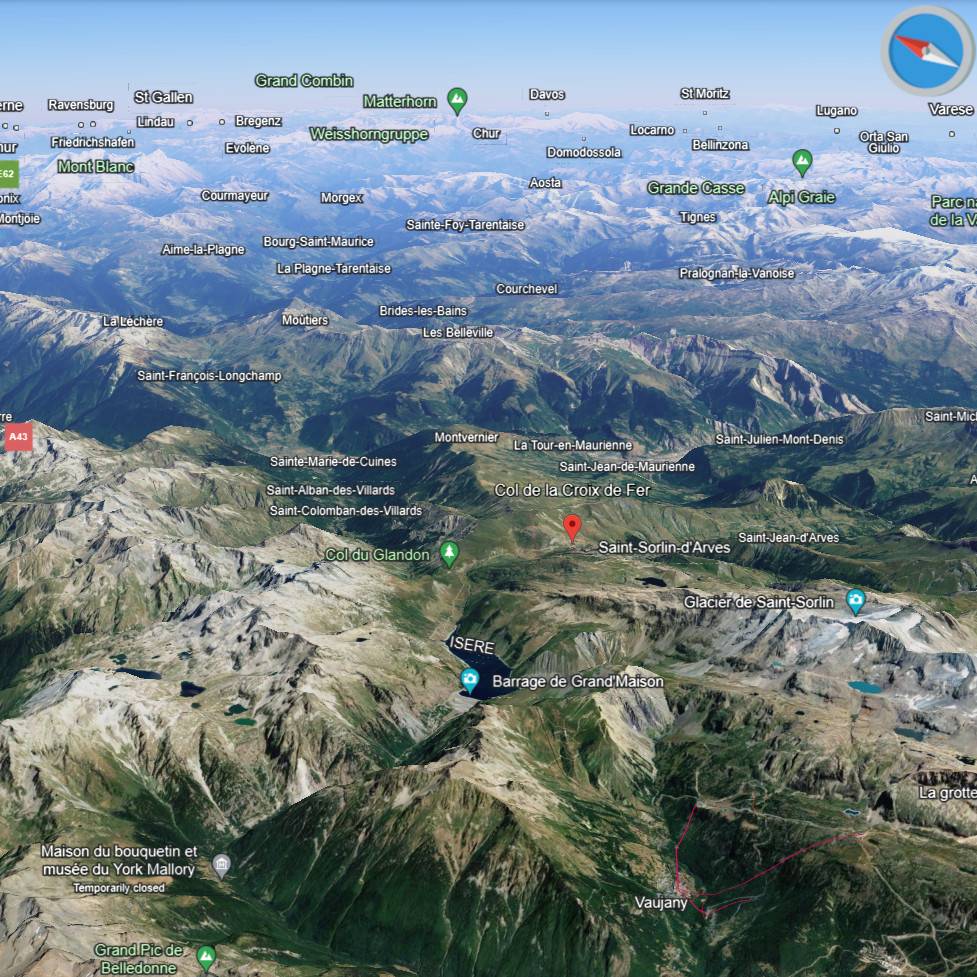 Grand Combin
St Gallen
Ravensburg
Matterhorn
Davos
St Moritz
Lugano
Varese
Lindau
Bregenz
Weisshorngruppe
Chur
Locarno
Bellinzona
Orta San
Giulio
Friedrichshafen
Evolène
Domodossola
Mont Blanc
E62
Courmayeur
Morgex
Aosta
Grande Casse
Alpi Graie
Parc na
de la V
Montjoie
Sainte-Foy-Tarentaise
Tignes
Aime-la-Plagne
Bourg-Saint-Maurice
La Plagne-Tarentaise
Pralognan-la-Vanoise
Courchevel
La Léchère
Moûtiers
Brides-les-Bains
Les Belleville
Saint-François-Longchamp
A43
Montvernier
La Tour-en-Maurienne
Saint-Julien-Mont-Denis
Saint-Mich
Sainte-Marie-de-Cuines
Saint-Jean-de-Maurienne
Saint-Alban-des-Villards
Col de la Croix de Fer
Saint-Colomban-des-Villards
Col du Glandon
Saint-Sorlin-d'Arves
Saint-Jean-d'Arves
Glacier de Saint-Sorlin
ISERE
Barrage de Grand'Maison
La grotte
Maison du bouquetin et
musée du York Mallory
Temporarily closed
Vaujany
Grand Pic de
Belledonne